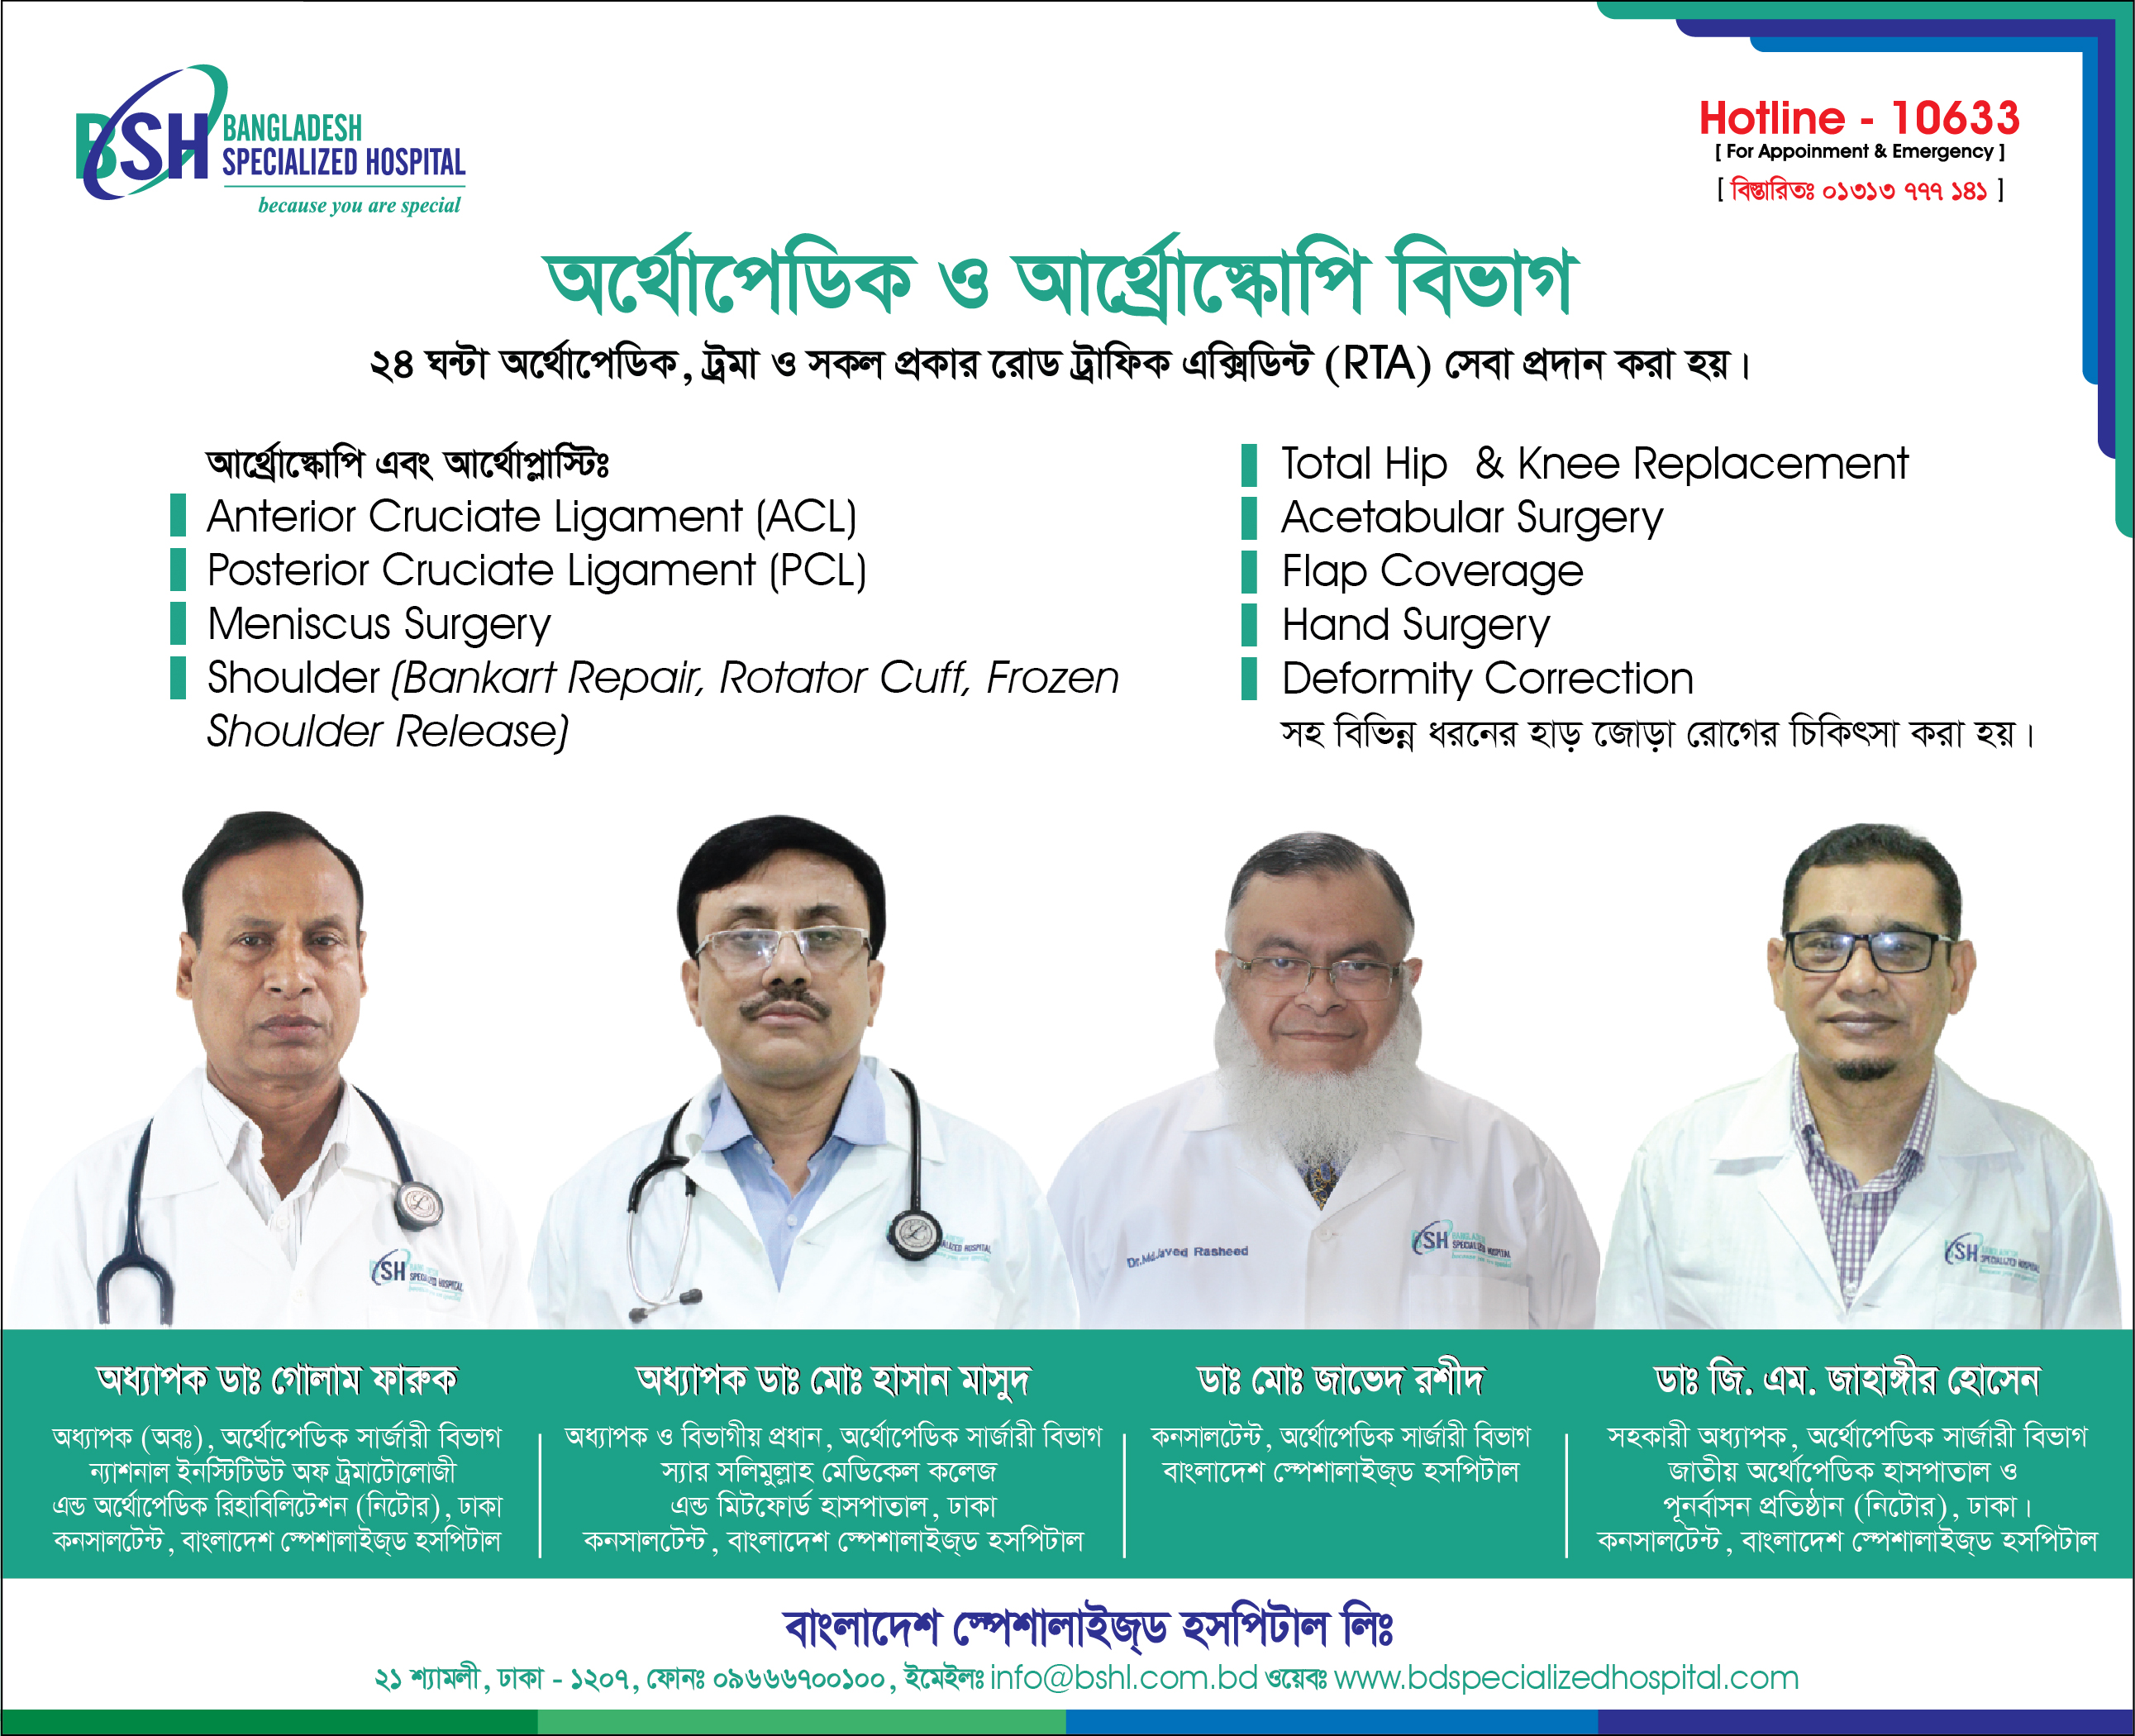 BSH BANGLADESH
SPECIALIZED HOSPITAL
because you are special
Hotline - 10633
[ For Appoinment & Emergency ]
[ বিস্তারিতঃ ০১৩১৩ ৭৭৭ ১৪১ ]
অর্থোপেডিক ও আর্থ্রোস্কোপি বিভাগ
২৪ ঘন্টা অর্থোপেডিক, ট্রমা ও সকল প্রকার রোড ট্রাফিক এক্সিডিন্ট (RTA) সেবা প্রদান করা হয়।
আর্থ্রোস্কোপি এবং আর্থোপ্লাস্টিঃ
Anterior Cruciate Ligament (ACL)
Posterior Cruciate Ligament (PCL)
Meniscus Surgery
Shoulder (Bankart Repair, Rotator Cuff, Frozen
Shoulder Release)
Total Hip & Knee Replacement
Acetabular Surgery
Flap Coverage
Hand Surgery
Deformity Correction
সহ বিভিন্ন ধরনের হাড় জোড়া রোগের চিকিৎসা করা হয়।
Dr.Md.Javed Rasheed
অধ্যাপক ডাঃ গোলাম ফারুক
অধ্যাপক (অবঃ), অর্থোপেডিক সার্জারী বিভাগ
ন্যাশনাল ইনস্টিটিউট অফ ট্রমাটোলোজী
এন্ড অর্থোপেডিক রিহাবিলিটেশন (নিটোর), ঢাকা
কনসালটেন্ট, বাংলাদেশ স্পেশালাইজ্‌ড হসপিটাল
অধ্যাপক ডাঃ মোঃ হাসান মাসুদ
অধ্যাপক ও বিভাগীয় প্রধান, অর্থোপেডিক সার্জারী বিভাগ
স্যার সলিমুল্লাহ মেডিকেল কলেজ
এন্ড মিটফোর্ড হাসপাতাল, ঢাকা
কনসালটেন্ট, বাংলাদেশ স্পেশালাইজ্‌ড হসপিটাল
ডাঃ মোঃ জাভেদ রশীদ
কনসালটেন্ট, অর্থোপেডিক সার্জারী বিভাগ
বাংলাদেশ স্পেশালাইজ্‌ড হসপিটাল
ডাঃ জি. এম. জাহাঙ্গীর হোসেন
সহকারী অধ্যাপক, অর্থোপেডিক সার্জারী বিভাগ
জাতীয় অর্থোপেডিক হাসপাতাল ও
পূনর্বাসন প্রতিষ্ঠান (নিটোর), ঢাকা।
কনসালটেন্ট, বাংলাদেশ স্পেশালাইজ্‌ড হসপিটাল
বাংলাদেশ স্পেশালাইজ্‌ড হসপিটাল লিঃ
২১ শ্যামলী, ঢাকা - ১২০৭, ফোনঃ ০৯৬৬৬৭০০১০০, ইমেইলঃ info@bshl.com.bd ওয়েবঃ www.bdspecializedhospital.com